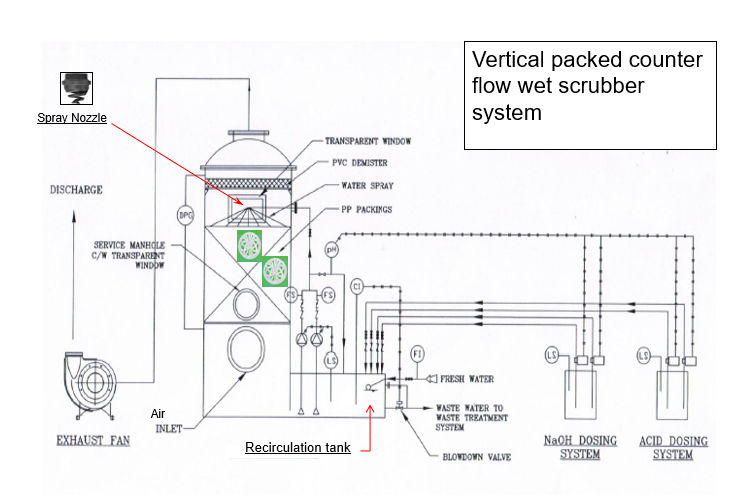 Vertical packed counter
flow wet scrubber
system
Spray Nozzle
TRANSPARENT WINDOW
PVC DEMISTER
WATER SPRAY
PP PACKINGS
DISCHARGE
DPG
SERVICE MANHOLE
C/W TRANSPARENT
WINDOW
pH
CI
FS
FS
LS
FI
LS
LS
FRESH WATER
Air
INLET
WASTE WATER TO
WASTE TREATMENT
SYSTEM
EXHAUST FAN
Recirculation tank
BLOWDOWN VALVE
NaOH DOSING
SYSTEM
ACID DOSING
SYSTEM